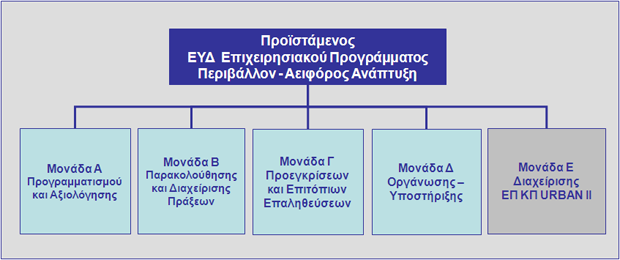 Προϊστάμενος
ΕΥΔ Επιχειρησιακού Προγράμματος
Περιβάλλον - Αειφόρος Ανάπτυξη
Μονάδα Α
Προγραμματισμού
και Αξιολόγησης
Μονάδα Β
Παρακολούθησης
και Διαχείρισης
Πράξεων
Μονάδα Γ
Προεγκρίσεων
και Επιτόπιων
Επαληθεύσεων
Μονάδα Δ
Οργάνωσης –
Υποστήριξης
Μονάδα Ε
Διαχείρισης
ΕΠ ΚΠ URBAN II